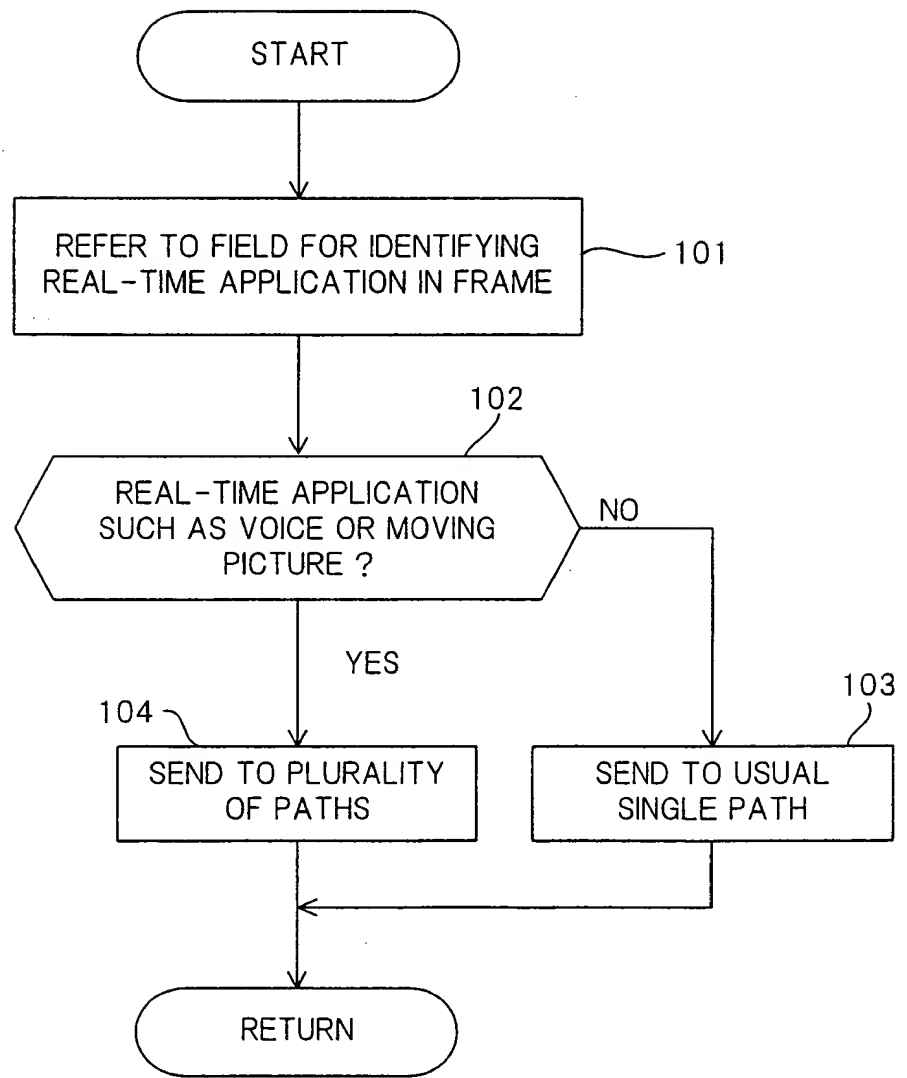 START
REFER TO FIELD FOR IDENTIFYING
REAL-TIME APPLICATION IN FRAME
101
102
REAL-TIME APPLICATION
SUCH AS VOICE OR MOVING
PICTURE ?
NO
YES
104
103
SEND TO PLURALITY
OF PATHS
SEND TO USUAL
SINGLE PATH
RETURN